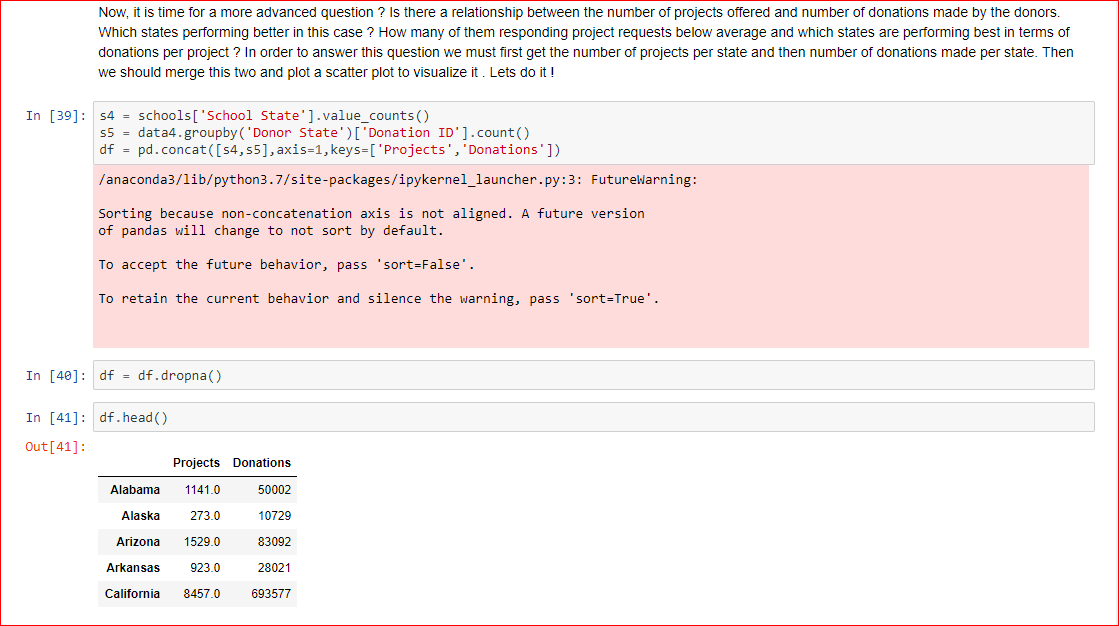 Now, it is time for a more advanced question ? Is there a relationship between the number of projects offered and number of donations made by the donors.
Which states performing better in this case ? How many of them responding project requests below average and which states are performing best in terms of
donations per project ? In order to answer this question we must first get the number of projects per state and then number of donations made per state. Then
we should merge this two and plot a scatter plot to visualize it . Lets do it !
In [39]: s4 = schools['School State'].value_counts()
s5 = data4.groupby('Donor State')['Donation ID'].count()
df = pd.concat([s4,s5],axis=1,keys=['Projects','Donations'])
/anaconda3/lib/python3.7/site-packages/ipykernel_launcher.py:3: FutureWarning:
Sorting because non-concatenation axis is not aligned. A future version
of pandas will change to not sort by default.
To accept the future behavior, pass 'sort=False'.
To retain the current behavior and silence the warning, pass 'sort=True'.
In [40]: df = df.dropna()
In [41]: df.head()
Out[41]:
Projects Donations
Alabama 1141.0 50002
Alaska 273.0 10729
Arizona 1529.0 83092
Arkansas 923.0 28021
California 8457.0 693577